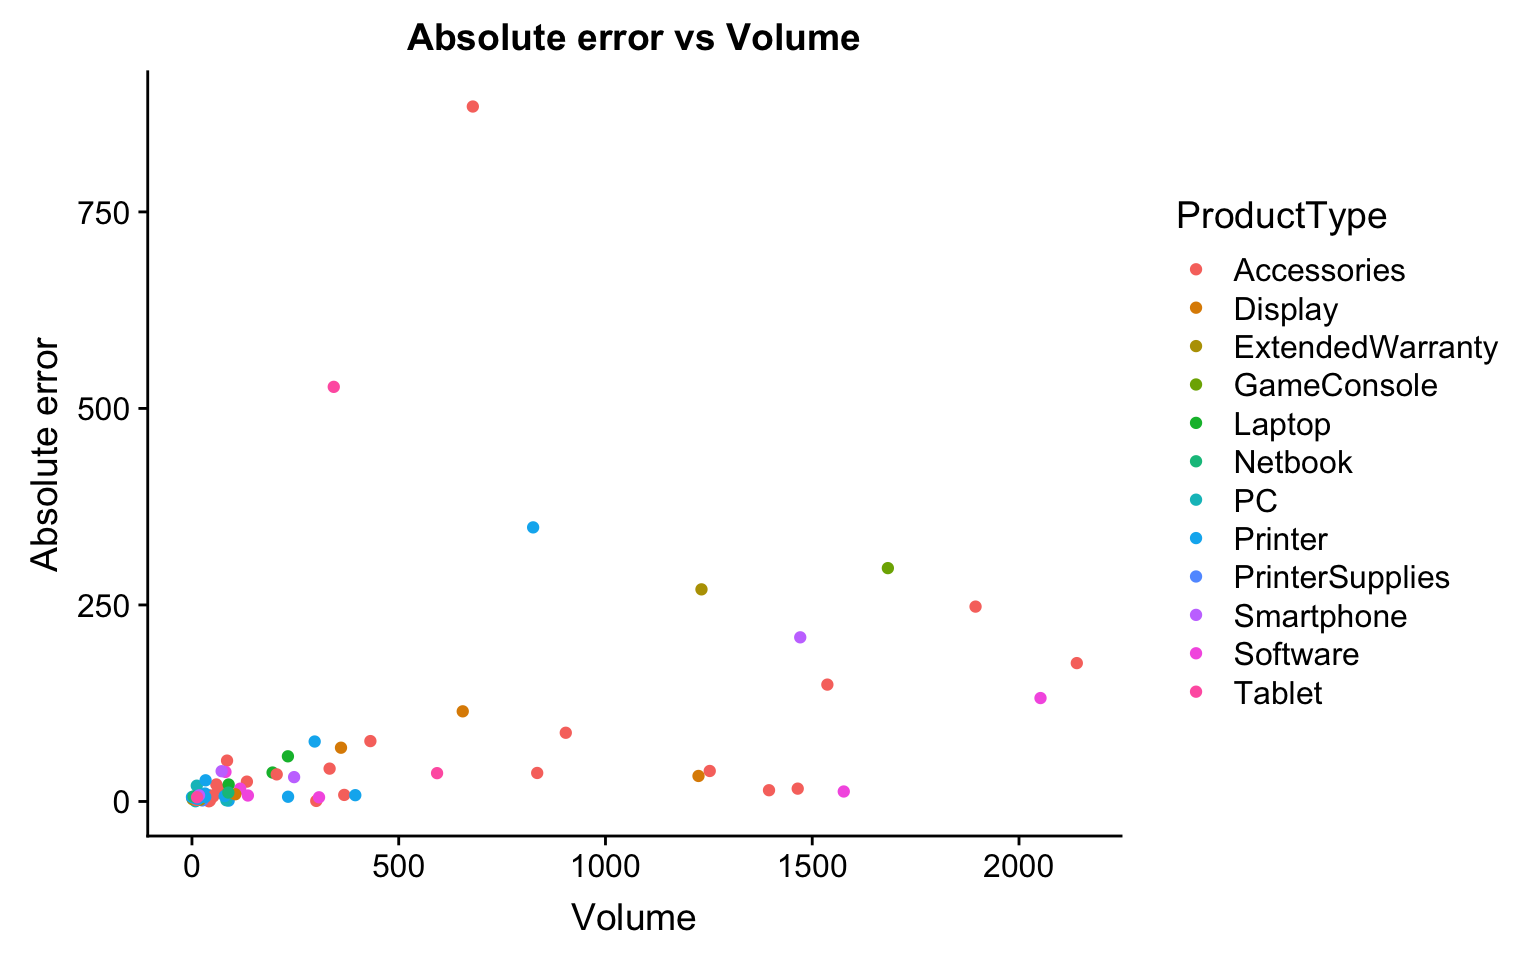 Absolute error vs Volume
750
500
250
0
Absolute error
0 500 1000 1500 2000
Volume
ProductType
Accessories
Display
ExtendedWarranty
GameConsole
Laptop
Netbook
PC
Printer
PrinterSupplies
Smartphone
Software
Tablet